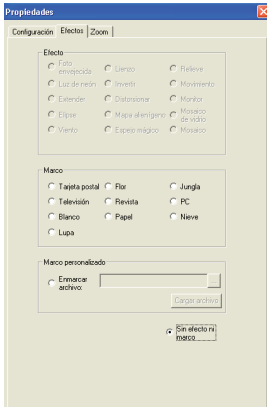 Propiedades
Configuración Efectos Zoom
Efecto
Foto envejecida Lienzo Relieve
Luz de neón Invertir Movimiento
Extender Distorsionar Monitor
Elipse Mapa alienígeno Mosaico de vidrio
Viento Espejo mágico Mosaico
Marco
Tarjeta postal Flor Jungla
Televisión Revista PC
Blanco Papel Nieve
Lupa
Marco personalizado
Enmarcar
archivo:
...
Cargar archivo
Sin efecto ni
marco